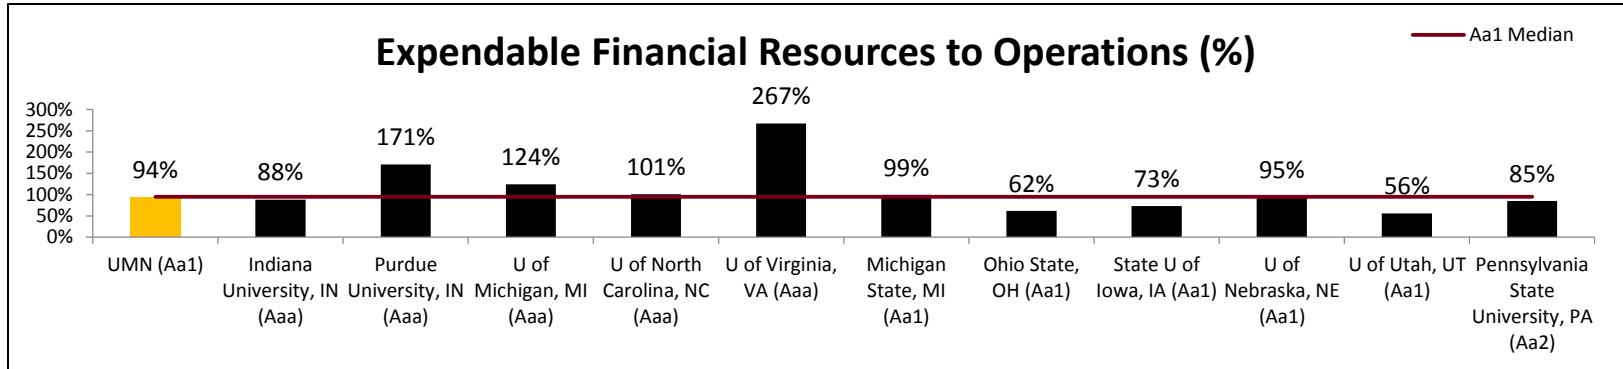 Expendable Financial Resources to Operations (%)
Aa1 Median
300%
250%
200%
150%
100%
50%
0%
94%
88%
171%
124%
101%
267%
99%
62%
73%
95%
56%
85%
UMN (Aa1)
Indiana
University, IN
(Aaa)
Purdue
University, IN
(Aaa)
U of
Michigan, MI
(Aaa)
U of North
Carolina, NC
(Aaa)
U of Virginia,
VA (Aaa)
Michigan
State, MI
(Aa1)
Ohio State,
OH (Aa1)
State U of
Iowa, IA (Aa1)
U of
Nebraska, NE
(Aa1)
U of Utah, UT
(Aa1)
Pennsylvania
State
University, PA
(Aa2)